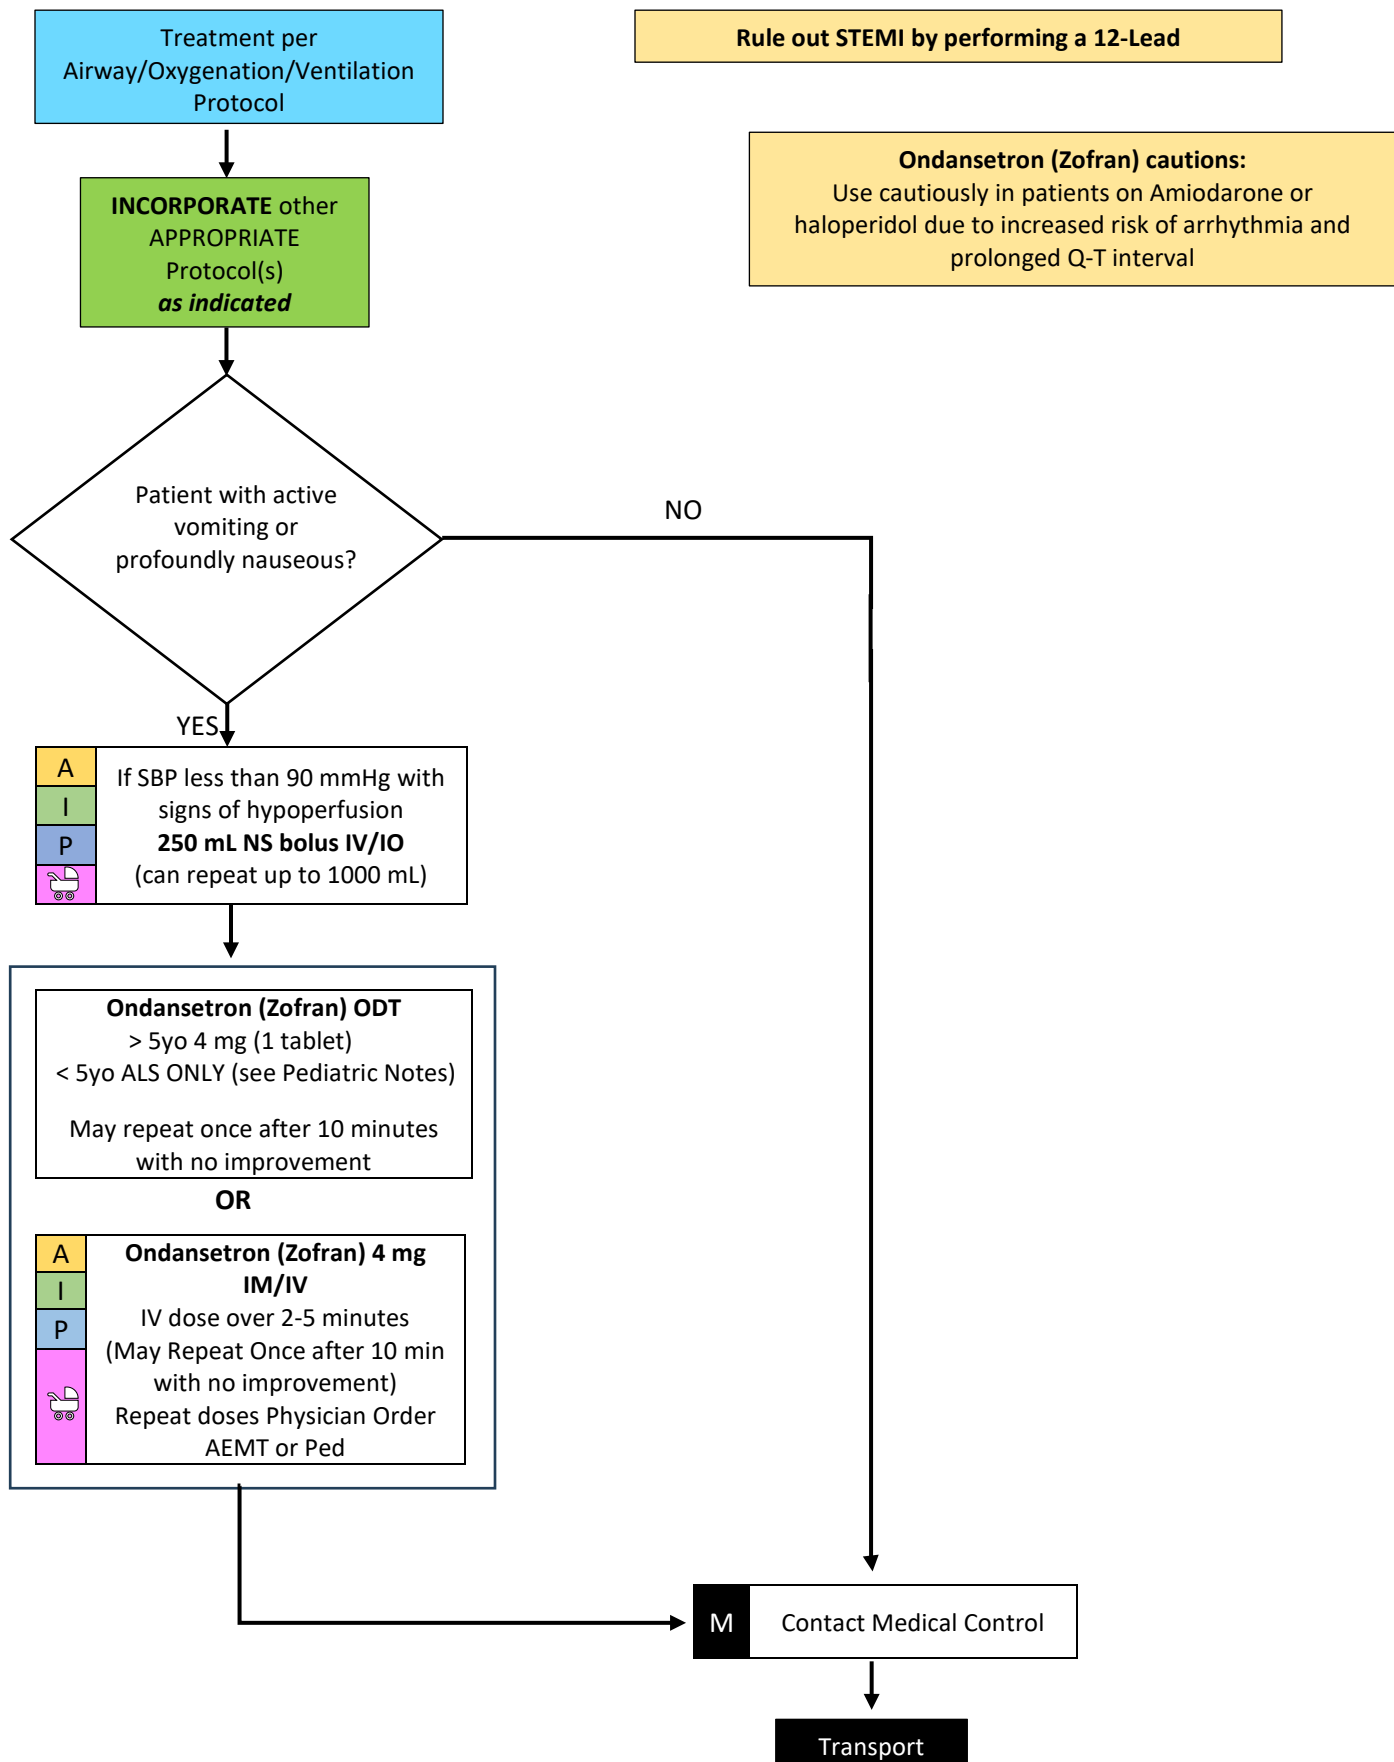 Treatment per
Airway/Oxygenation/Ventilation
Protocol
Rule out STEMI by performing a 12-Lead
Ondansetron (Zofran) cautions:
Use cautiously in patients on Amiodarone or
haloperidol due to increased risk of arrhythmia and
prolonged Q-T interval
INCORPORATE other
APPROPRIATE
Protocol(s)
as indicated
Patient with active
vomiting or
profoundly nauseous?
NO
YES
A
I
P
If SBP less than 90 mmHg with
signs of hypoperfusion
250 mL NS bolus IV/IO
(can repeat up to 1000 mL)
Ondansetron (Zofran) ODT
> 5yo 4 mg (1 tablet)
< 5yo ALS ONLY (see Pediatric Notes)
May repeat once after 10 minutes
with no improvement
OR
A
I
P
Ondansetron (Zofran) 4 mg
IM/IV
IV dose over 2-5 minutes
(May Repeat Once after 10 min
with no improvement)
Repeat doses Physician Order
AEMT or Ped
M
Contact Medical Control
Transport